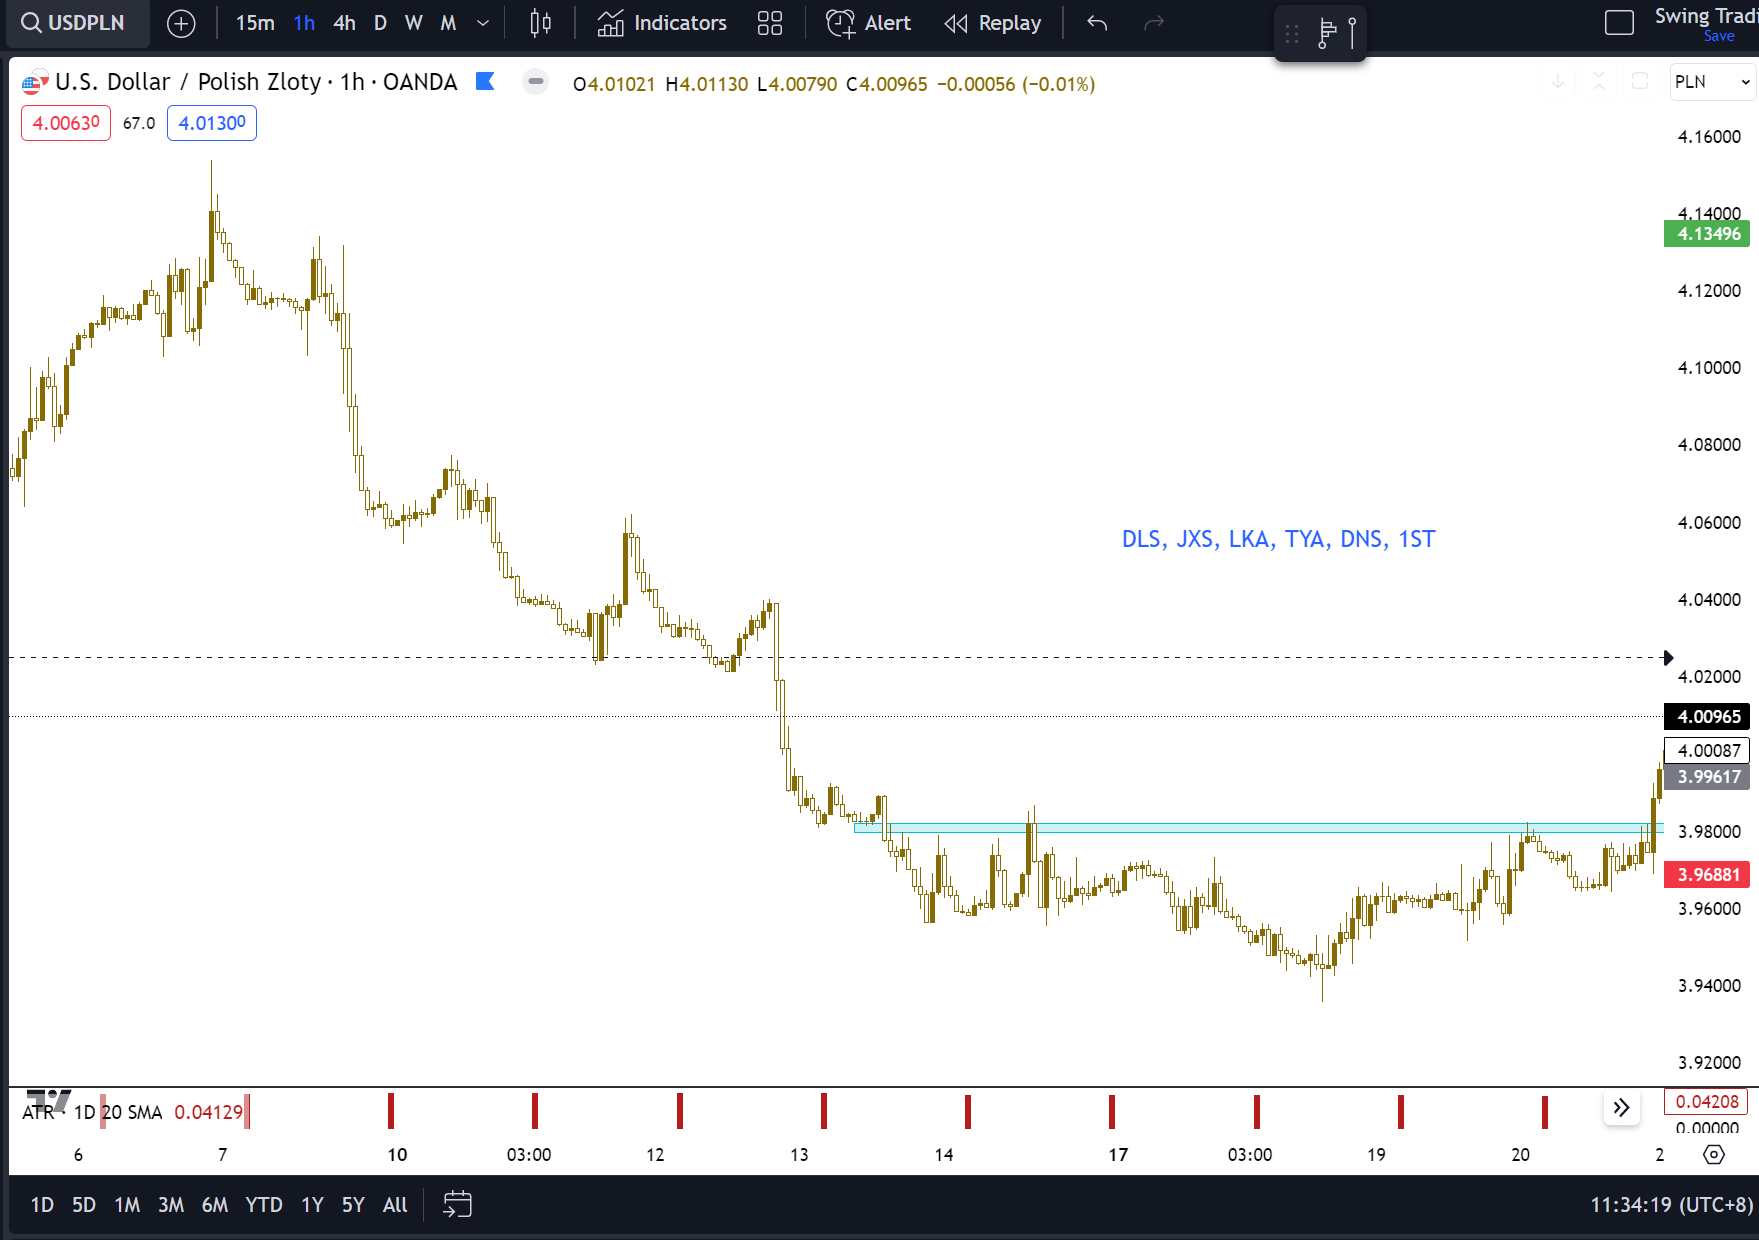 USDPLN 15m 1h 4h D W M Indicators Alert Replay Swing Tradi
Save
U.S. Dollar / Polish Zloty · 1h · OANDA O4.01021 H4.01130 L4.00790 C4.00965 −0.00056 (−0.01%) PLN
4.00630 67.0 4.01300
4.16000
4.14000
4.13496
4.12000
4.10000
4.08000
4.06000
DLS, JXS, LKA, TYA, DNS, 1ST
4.04000
4.02000
4.00965
4.00087
3.99617
3.98000
3.96881
3.96000
3.94000
3.92000
ATR · 1D 20 SMA 0.04129 0.04208
0.00000
6 7 10 03:00 12 13 14 17 03:00 19 20 2
1D 5D 1M 3M 6M YTD 1Y 5Y All 11:34:19 (UTC+8)